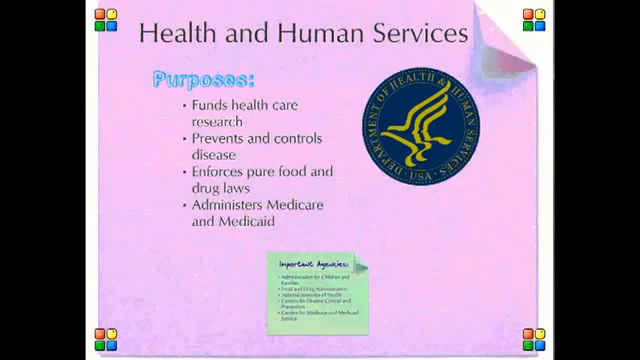 Health and Human Services
Purposes:
• Funds health care
research
• Prevents and controls
disease
• Enforces pure food and
drug laws
• Administers Medicare
and Medicaid
DEPARTMENT OF HEALTH & HUMAN SERVICES · USA
Important Agencies:
• Administration for Children and
Families
• Food and Drug Administration
• National Institutes of Health
• Centers for Disease Control and
Prevention
• Centers for Medicare and Medicaid
Service